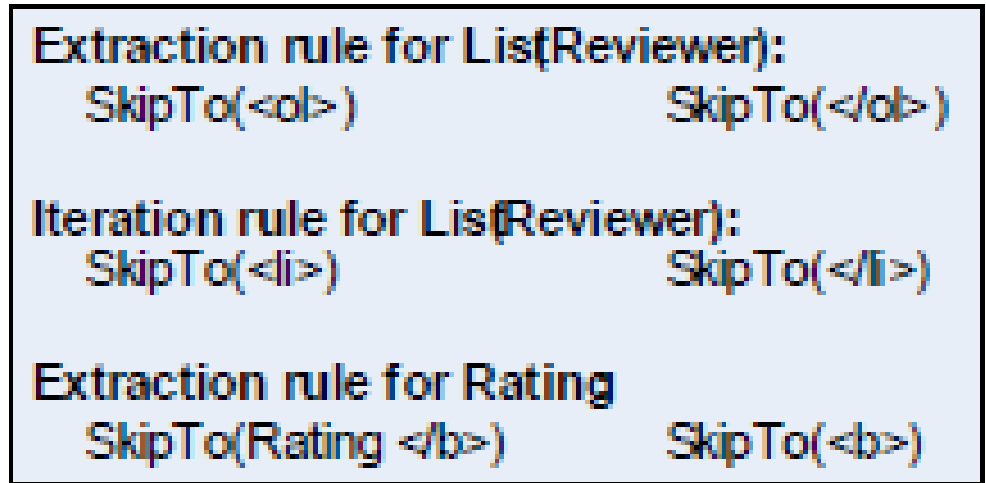 Extraction rule for List(Reviewer):
SkipTo(<ol>) SkipTo(</ol>)
Iteration rule for List(Reviewer):
SkipTo(<li>) SkipTo(</li>)
Extraction rule for Rating
SkipTo(Rating </b>) SkipTo(<b>)